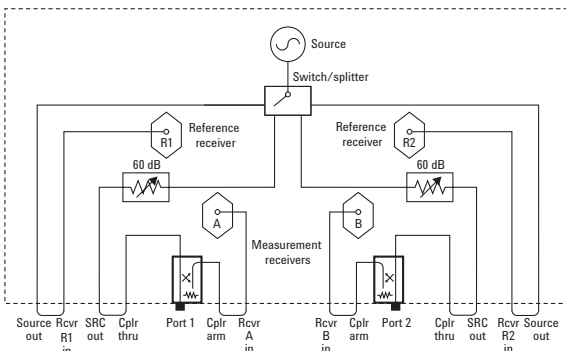 Source
Switch/splitter
R1
Reference
receiver
Reference
receiver
R2
60 dB
60 dB
A
B
Measurement
receivers
Source
out
Rcvr
R1
in
SRC
out
Cplr
thru
Port 1
Cplr
arm
Rcvr
A
in
Rcvr
B
in
Cplr
arm
Port 2
Cplr
thru
SRC
out
Rcvr
R2
in
Source
out